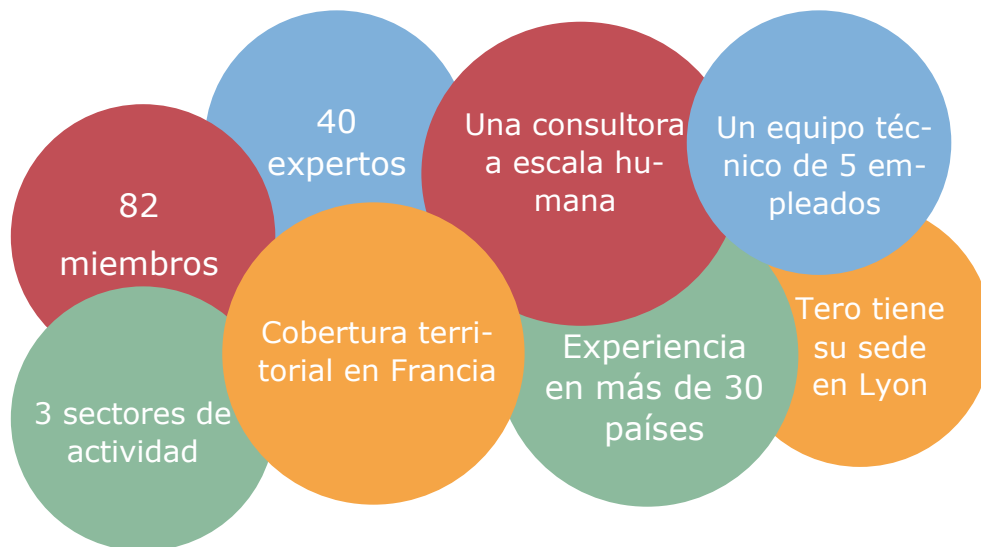 40
expertos
Una consultora
a escala hu-
mana
Un equipo téc-
nico de 5 em-
pleados
82
miembros
Cobertura terri-
torial en Francia
Experiencia
en más de 30
países
Tero tiene
su sede
en Lyon
3 sectores de
actividad